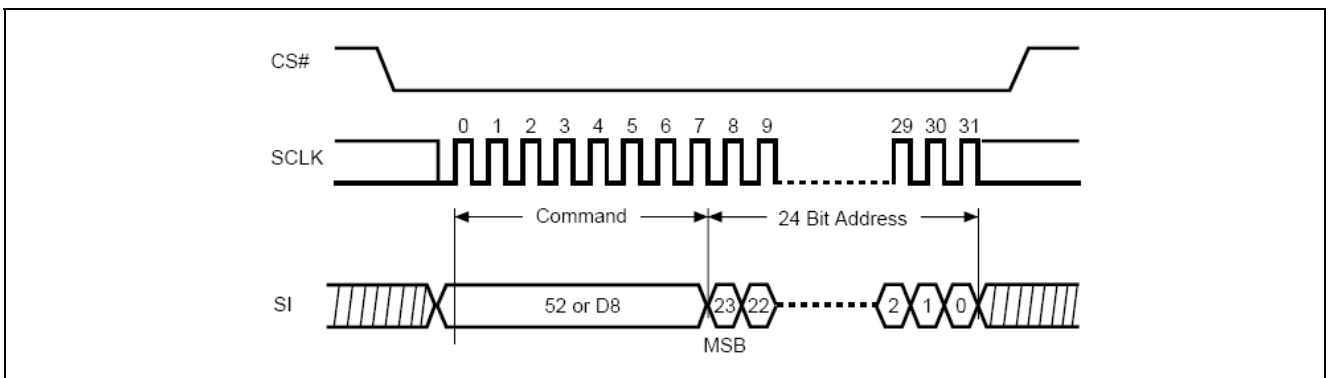 CS#
0 1 2 3 4 5 6 7 8 9 29 30 31
SCLK
Command 24 Bit Address
SI 52 or D8 23 22 2 1 0
MSB